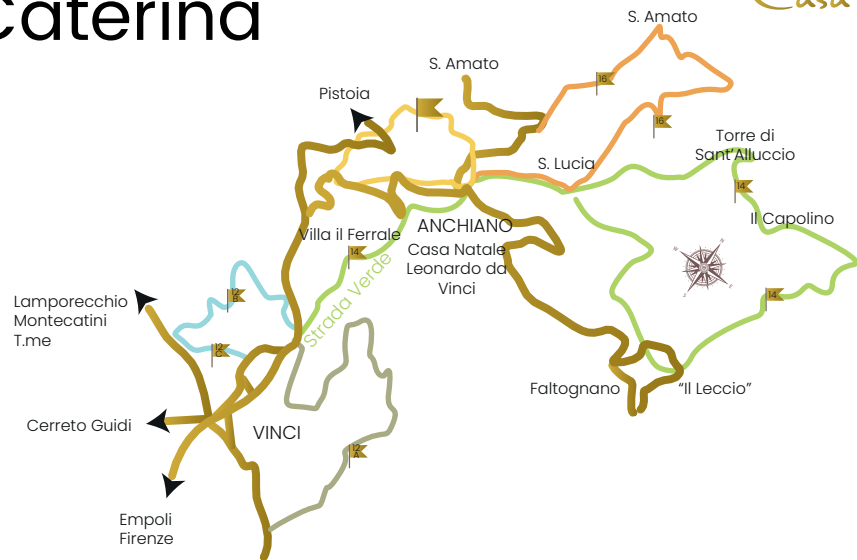 Caterina
Casa
S. Amato
S. Amato
16
Pistoia
16
Torre di
Sant'Alluccio
S. Lucia
14
Il Capolino
ANCHIANO
Villa il Ferrale
14
Casa Natale
Leonardo da
Vinci
Strada Verde
12
B
14
Lamporecchio
Montecatini
T.me
12
C
Faltognano
“Il Leccio”
Cerreto Guidi
VINCI
12
A
Empoli
Firenze